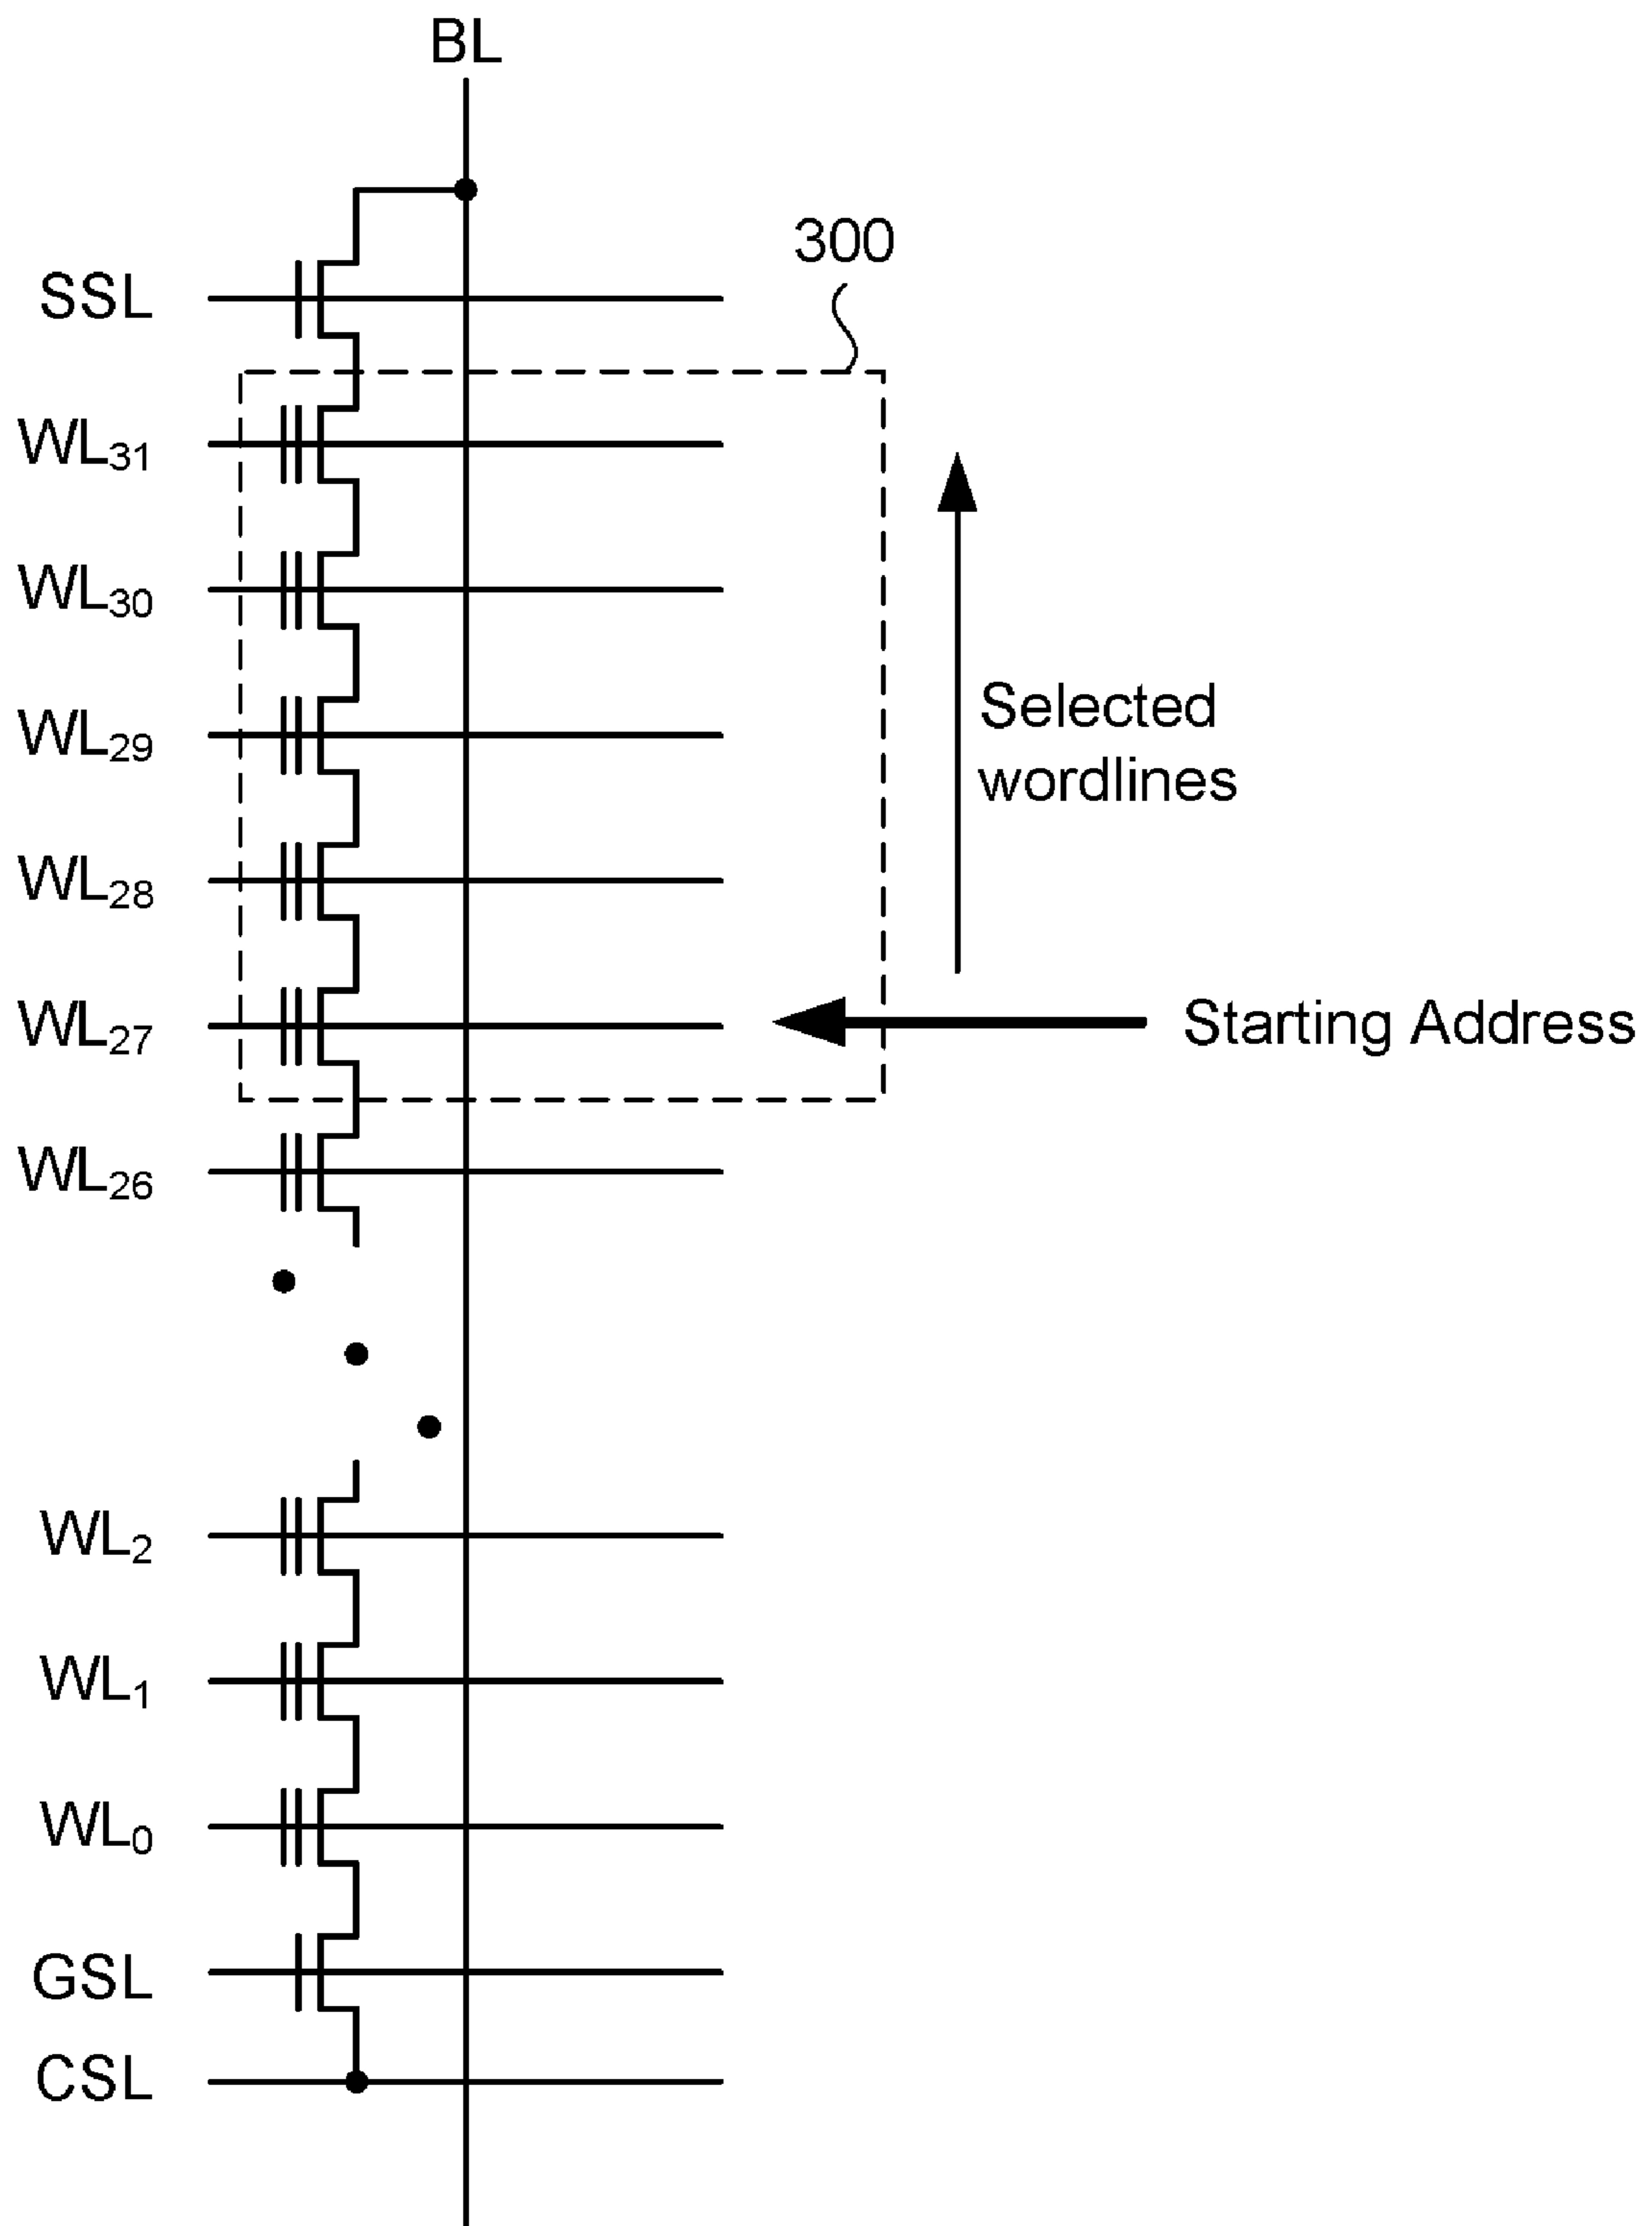 BL
300
SSL
WL31
WL30
WL29
Selected
wordlines
WL28
WL27
Starting Address
WL26
WL2
WL1
WL0
GSL
CSL